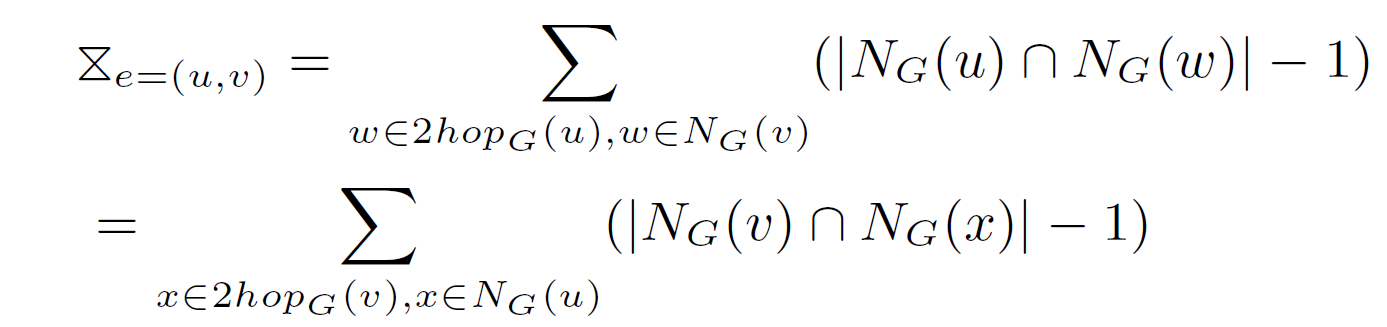 ⧖_{e=(u,v)} = ∑_{w∈2hop_G(u),w∈N_G(v)} (|N_G(u) ∩ N_G(w)| − 1)
= ∑_{x∈2hop_G(v),x∈N_G(u)} (|N_G(v) ∩ N_G(x)| − 1)